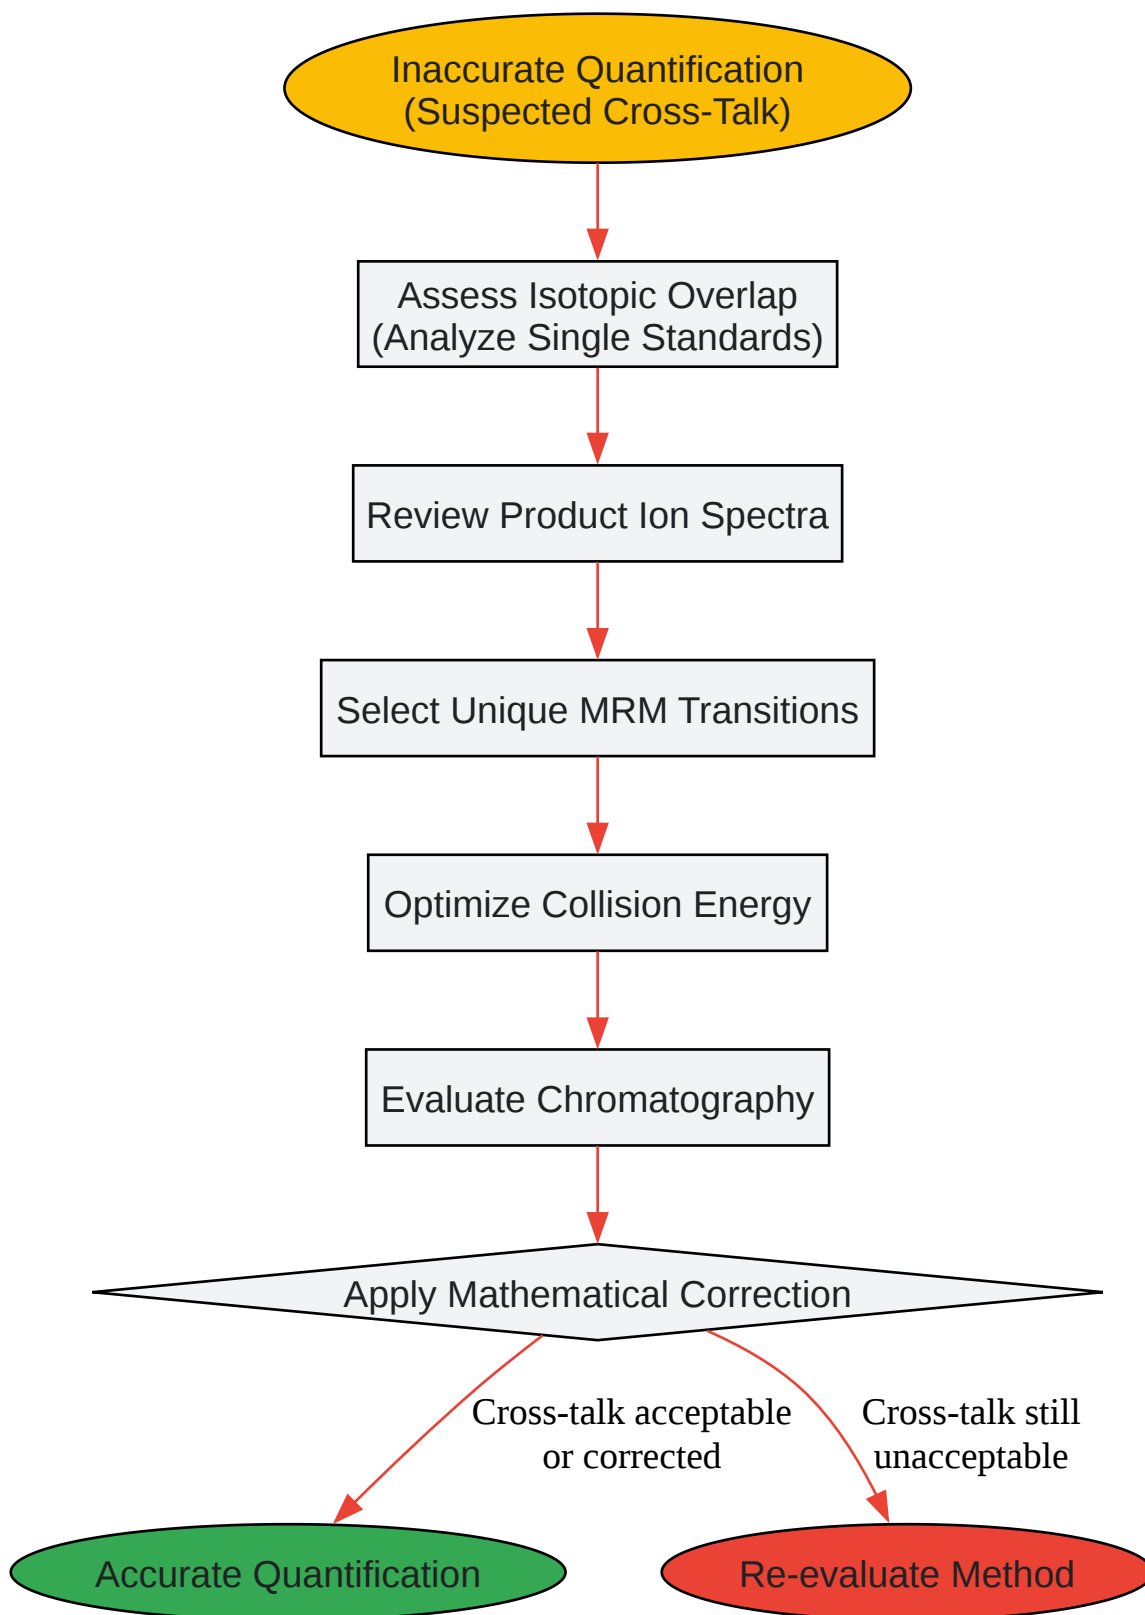 Inaccurate Quantification
(Suspected Cross-Talk)
Assess Isotopic Overlap
(Analyze Single Standards)
Review Product Ion Spectra
Select Unique MRM Transitions
Optimize Collision Energy
Evaluate Chromatography
Apply Mathematical Correction
Cross-talk acceptable
or corrected
Cross-talk still
unacceptable
Accurate Quantification
Re-evaluate Method